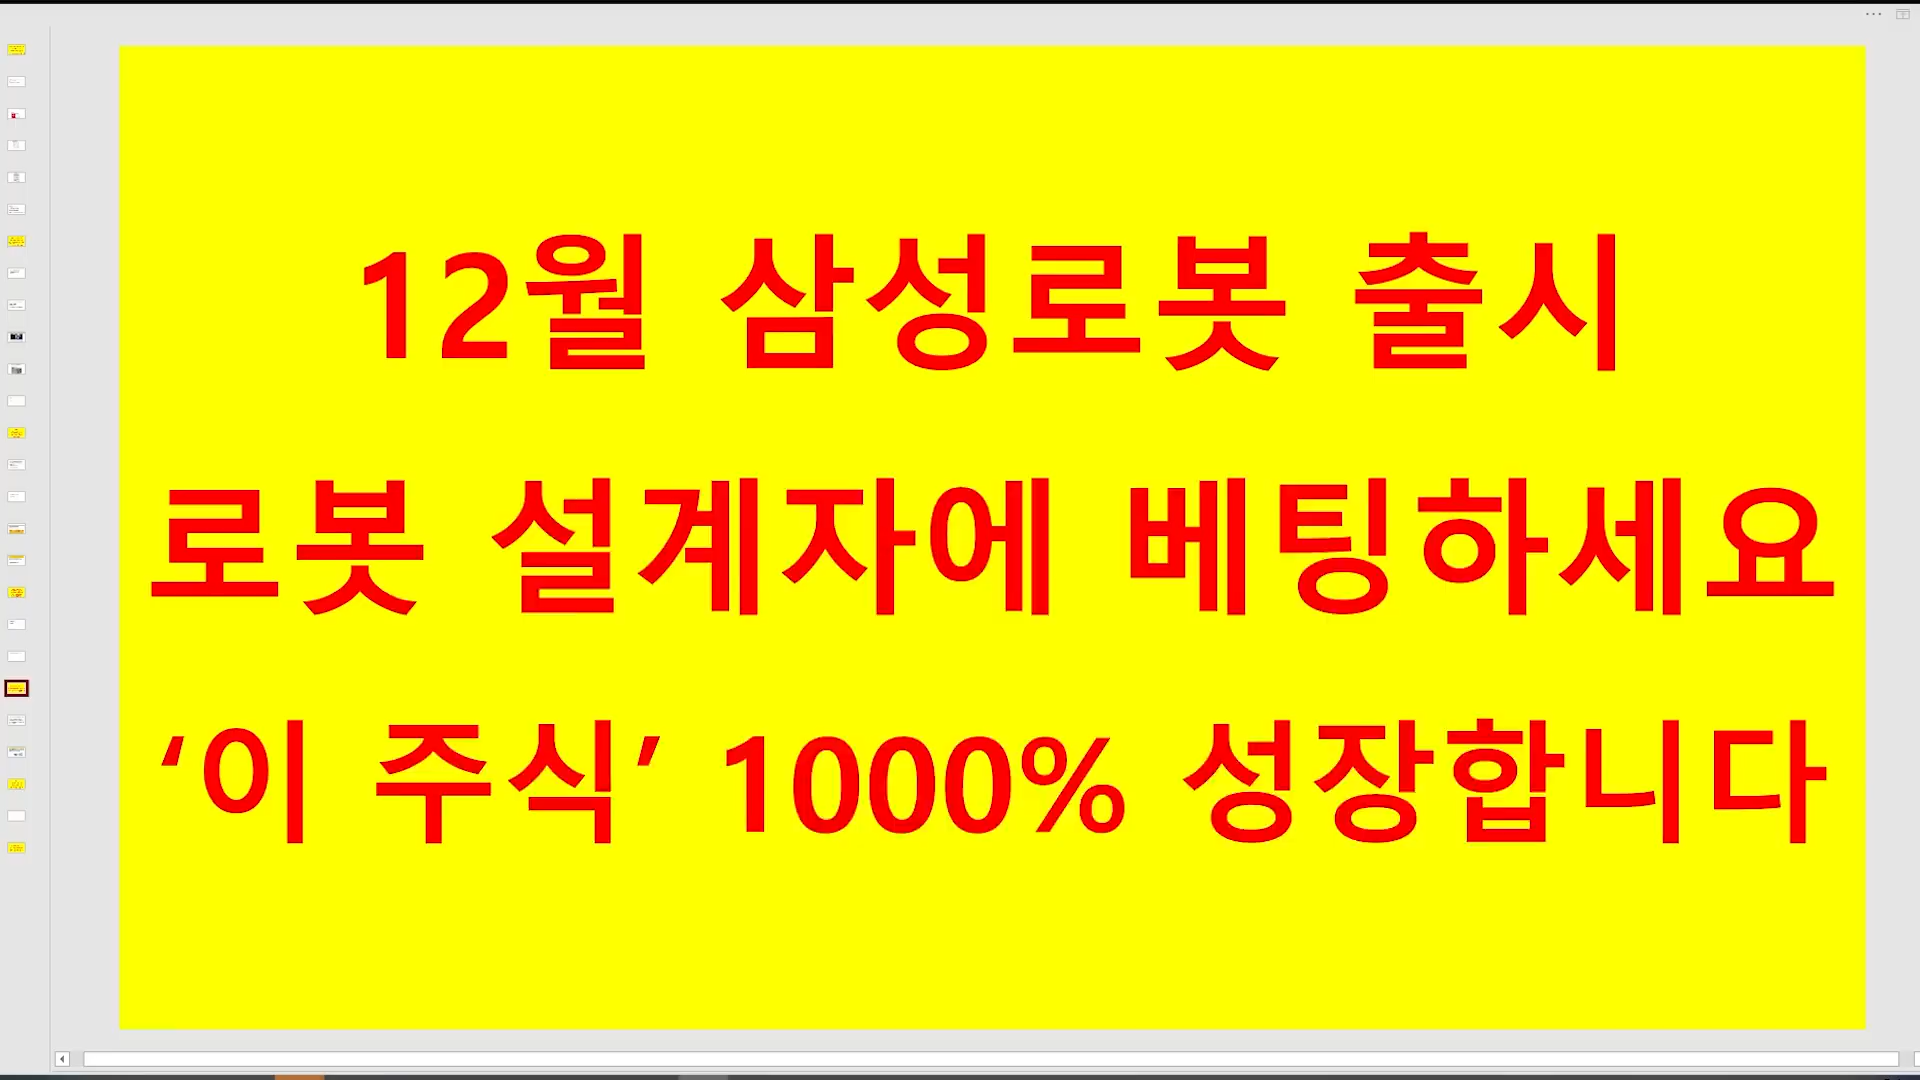 12월 삼성로봇 출시
로봇 설계자에 베팅하세요
‘이 주식’ 1000% 성장합니다